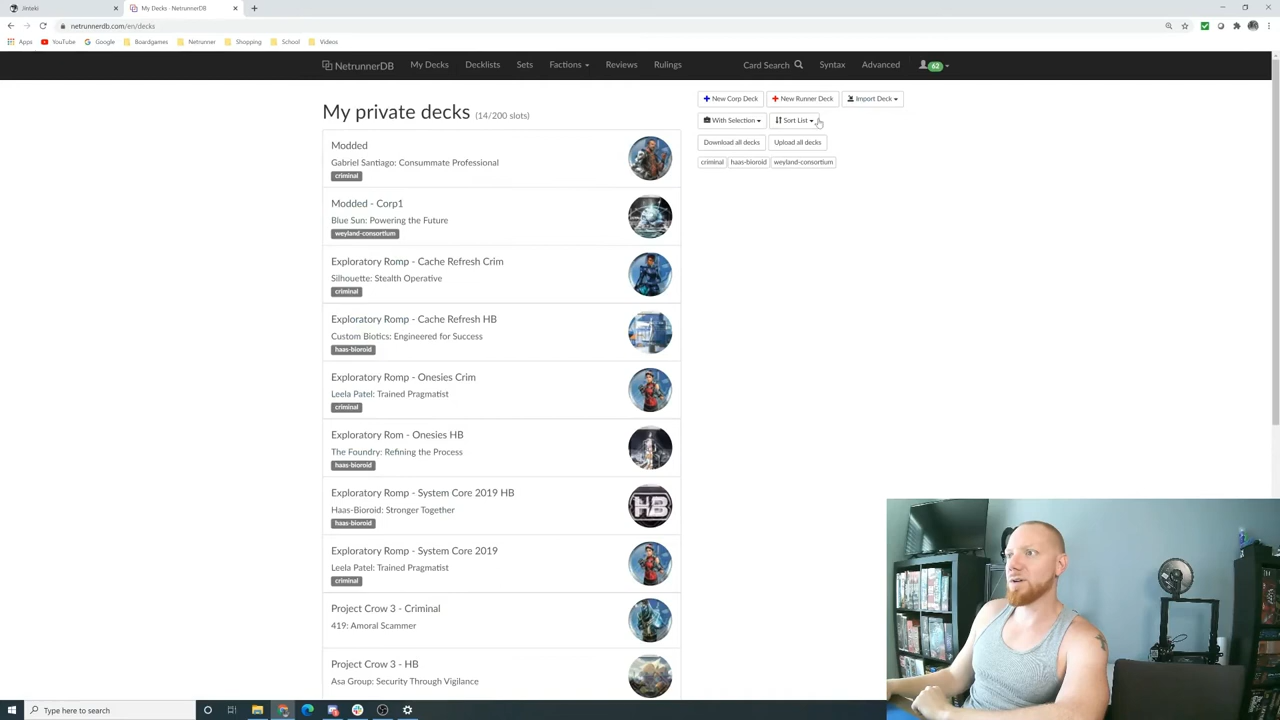 Jinteki
My Decks · NetrunnerDB
netrunnerdb.com/en/decks
Apps YouTube Google Boardgames Netrunner Shopping School Videos
NetrunnerDB My Decks Decklists Sets Factions Reviews Rulings Card Search Syntax Advanced 62
My private decks (14/200 slots)
New Corp Deck New Runner Deck Import Deck
With Selection Sort List
Download all decks Upload all decks
criminal haas-bioroid weyland-consortium
Modded
Gabriel Santiago: Consummate Professional
criminal
Modded - Corp1
Blue Sun: Powering the Future
weyland-consortium
Exploratory Romp - Cache Refresh Crim
Silhouette: Stealth Operative
criminal
Exploratory Romp - Cache Refresh HB
Custom Biotics: Engineered for Success
haas-bioroid
Exploratory Romp - Onesies Crim
Leela Patel: Trained Pragmatist
criminal
Exploratory Rom - Onesies HB
The Foundry: Refining the Process
haas-bioroid
Exploratory Romp - System Core 2019 HB
Haas-Bioroid: Stronger Together
haas-bioroid
HB
Exploratory Romp - System Core 2019
Leela Patel: Trained Pragmatist
criminal
Project Crow 3 - Criminal
419: Amoral Scammer
Project Crow 3 - HB
Asa Group: Security Through Vigilance
Type here to search